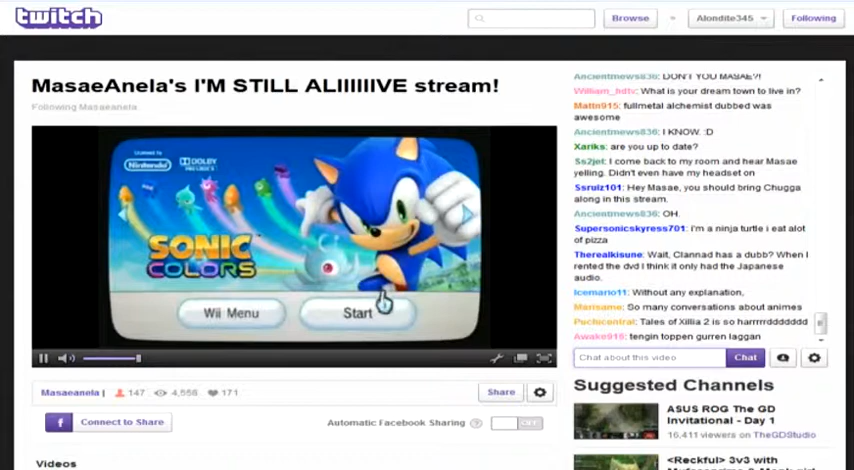 twitch
Browse
Alondite345
Following
MasaeAnela's I'M STILL ALIIIIIIVE stream!
Following Masaeanela
Licensed by
Nintendo
DOLBY
SONIC
COLORS
Wii Menu
Start
Masaeanela |
147
4,556
171
Share
f
Connect to Share
Automatic Facebook Sharing
?
OFF
Videos
Ancientmews836: DON'T YOU MASAE?!
William_hdtv: What is your dream town to live in?
Mattn915: fullmetal alchemist dubbed was
awesome
Ancientmews836: I KNOW. :D
Xariks: are you up to date?
Ss2jet: I come back to my room and hear Masae
yelling. Didn't even have my headset on
Ssruiz101: Hey Masae, you should bring Chugga
along in this stream.
Ancientmews836: OH.
Supersonicskyress701: i'm a ninja turtle i eat alot
of pizza
Therealkisune: Wait, Clannad has a dubb? When I
rented the dvd I think it only had the Japanese
audio.
Icemario11: Without any explanation,
Marisame: So many conversations about animes
Puchicentral: Tales of Xillia 2 is so harrrrrdddddddd
Awake916: tengin toppen gurren laggan
Chat about this video
Chat
Suggested Channels
ASUS ROG The GD
Invitational - Day 1
16,411 viewers on TheGDStudio
<Reckful> 3v3 with